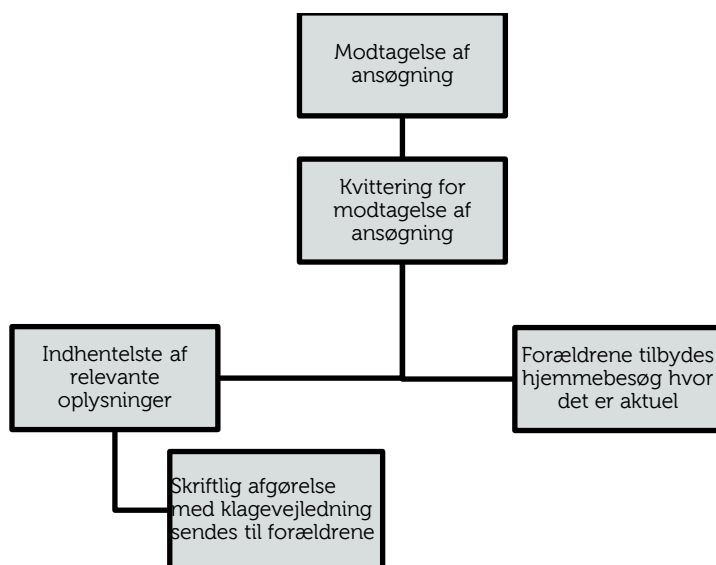 Modtagelse af
ansøgning
Kvittering for
modtagelse af
ansøgning
Indhentelste af
relevante
oplysninger
Forældrene tilbydes
hjemmebesøg hvor
det er aktuel
Skriftlig afgørelse
med klagevejledning
sendes til forældrene